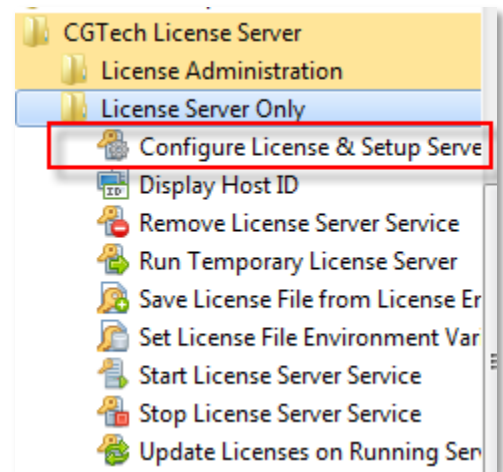 CGTech License Server
License Administration
License Server Only
Configure License & Setup Serve
Display Host ID
Remove License Server Service
Run Temporary License Server
Save License File from License Er
Set License File Environment Var
Start License Server Service
Stop License Server Service
Update Licenses on Running Serv